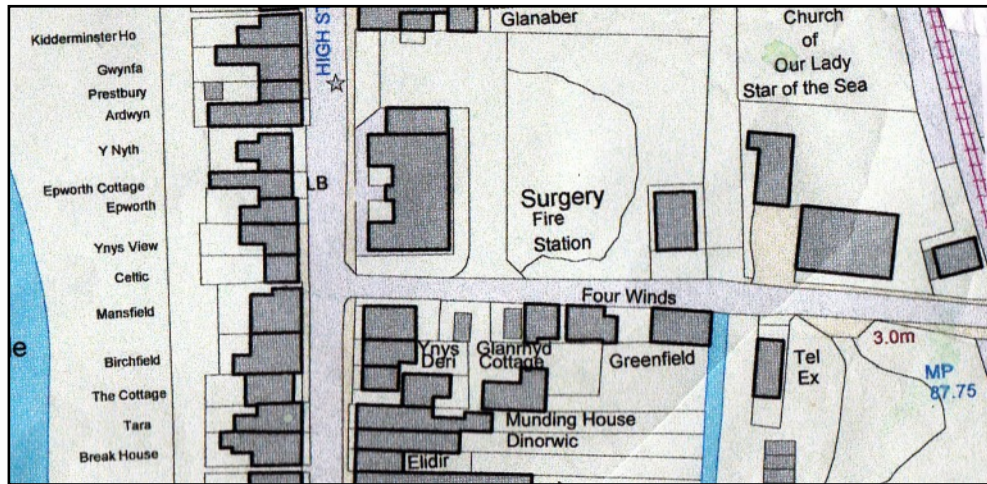 Kidderminster Ho
Gwynfa
Prestbury
Ardwyn
Y Nyth
Epworth Cottage
Epworth
Ynys View
Celtic
Mansfield
Birchfield
The Cottage
Tara
Break House
e
HIGH ST
LB
Glanaber
Church
of
Our Lady
Star of the Sea
Surgery
Fire
Station
Four Winds
Ynys
Deri
Glanrhyd
Cottage
Greenfield
Munding House
Dinorwic
Elidir
Tel
Ex
3.0m
MP
87.75